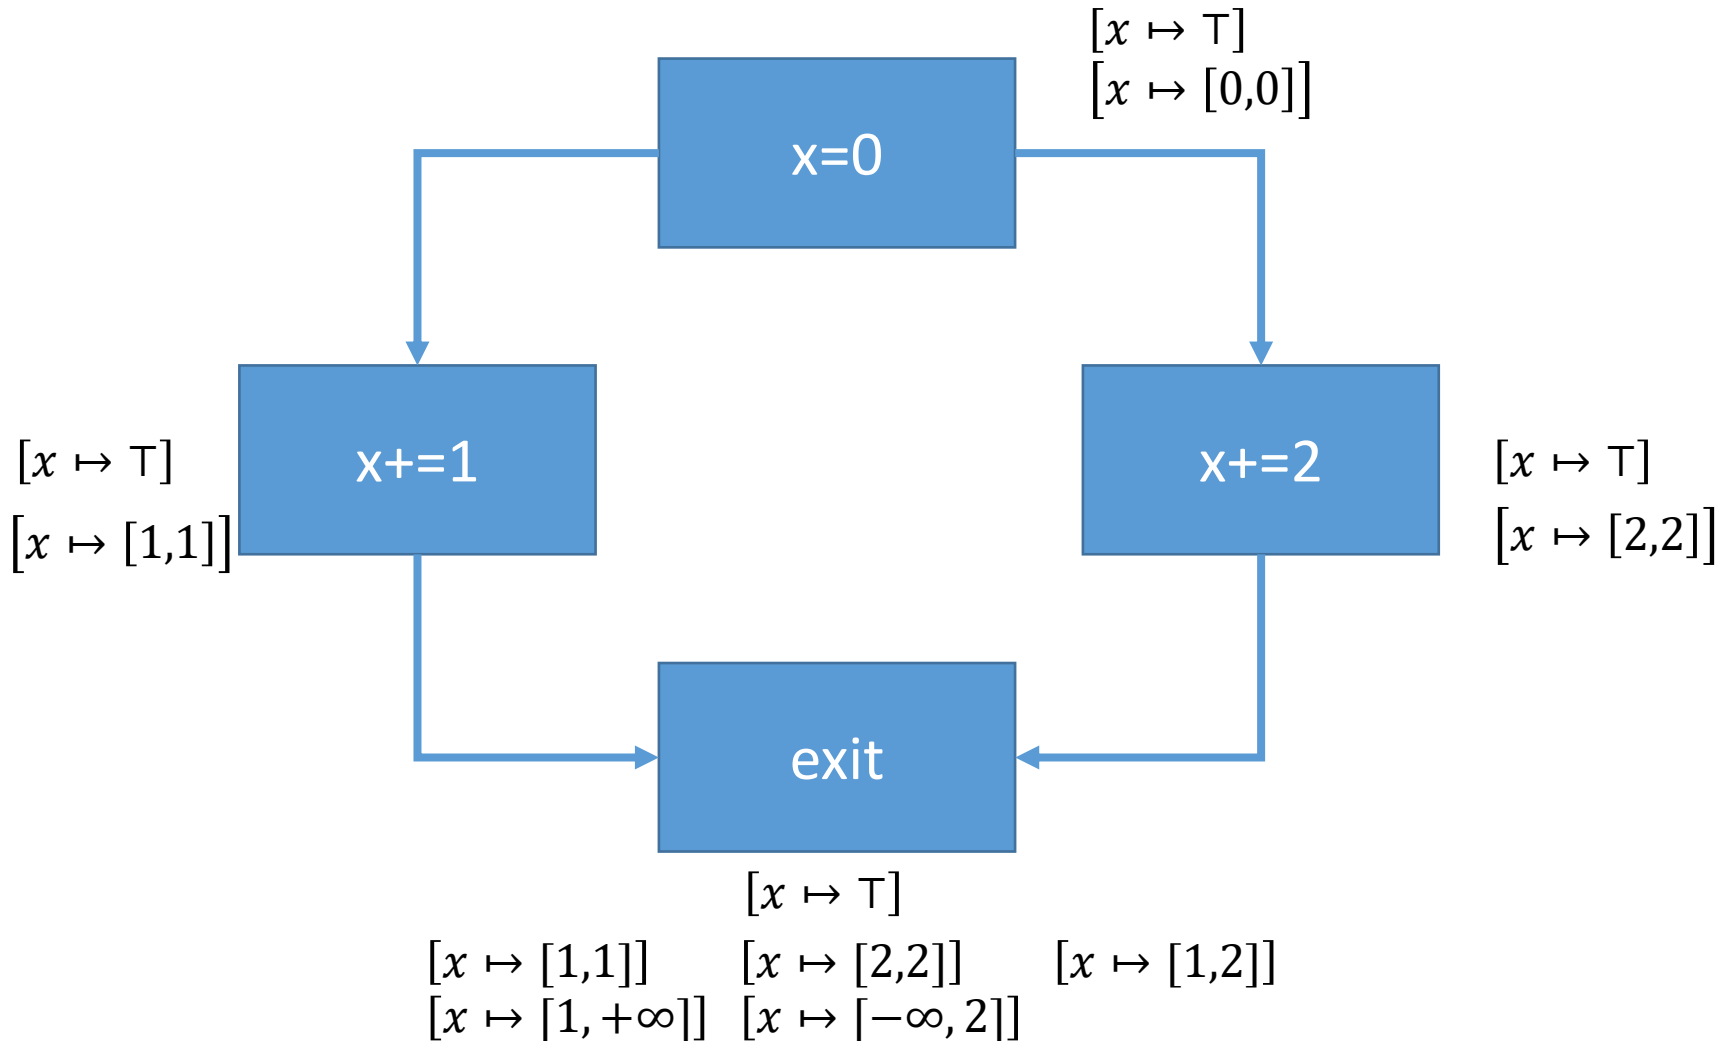 [x ↦ ⊤]
[x ↦ [0,0]]
x=0
x+=1
x+=2
[x ↦ ⊤]
[x ↦ [1,1]]
[x ↦ ⊤]
[x ↦ [2,2]]
exit
[x ↦ ⊤]
[x ↦ [1,1]] [x ↦ [2,2]] [x ↦ [1,2]]
[x ↦ [1, +∞]] [x ↦ [−∞, 2]]